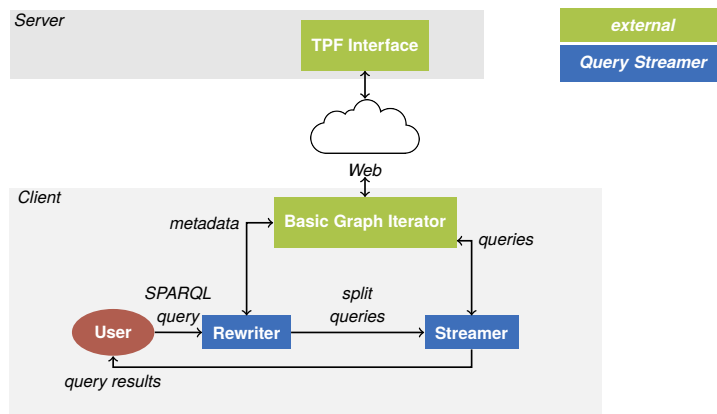 Server
TPF Interface
external
Query Streamer
Web
Client
Basic Graph Iterator
metadata
queries
SPARQL
query
split
queries
User
Rewriter
Streamer
query results